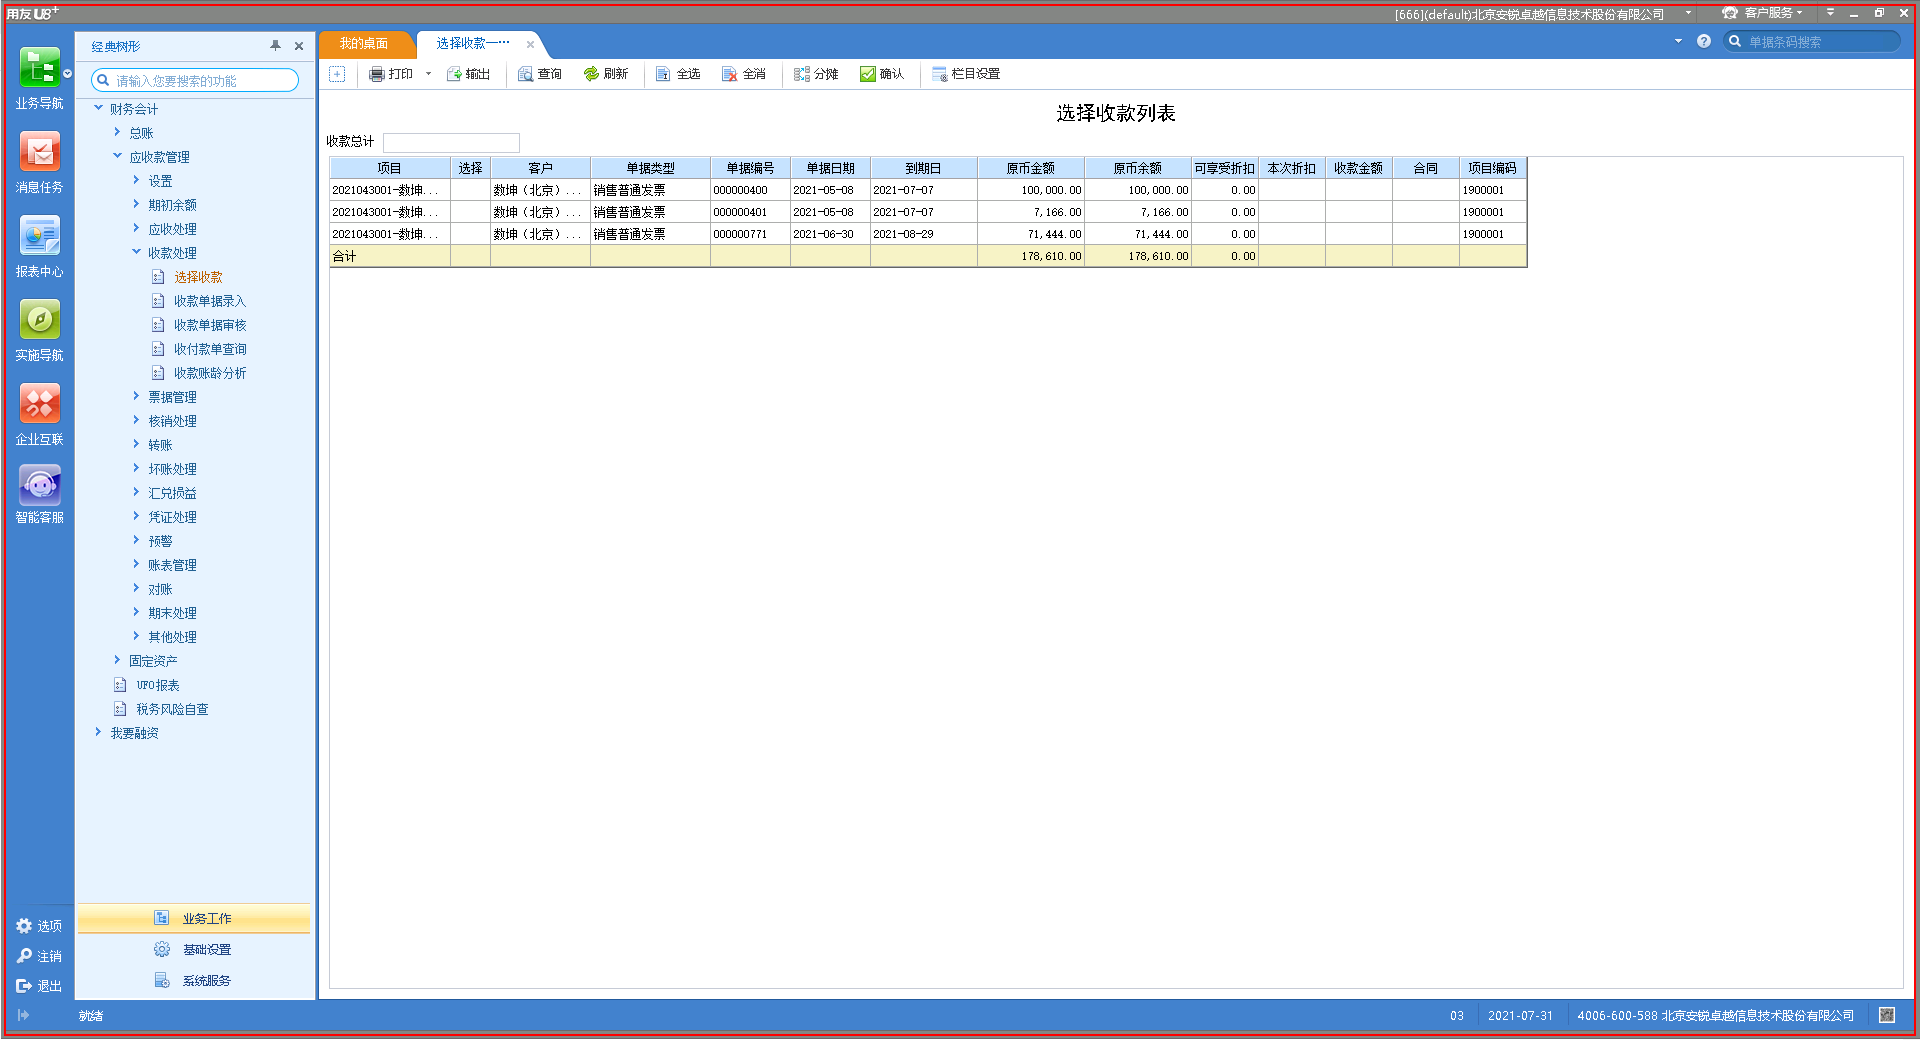 用友U8+
[666](default)北京安锐卓越信息技术股份有限公司 客户服务
经典树形
我的桌面 选择收款一···
单据条码搜索
请输入您要搜索的功能
打印 输出 查询 刷新 全选 全消 分摊 确认 栏目设置
业务导航
消息任务
报表中心
实施导航
企业互联
智能客服
选项
注销
退出
财务会计
总账
应收款管理
设置
期初余额
应收处理
收款处理
选择收款
收款单据录入
收款单据审核
收付款单查询
收款账龄分析
票据管理
核销处理
转账
坏账处理
汇兑损益
凭证处理
预警
账表管理
对账
期末处理
其他处理
固定资产
UFO报表
税务风险自查
我要融资
业务工作
基础设置
系统服务
选择收款列表
收款总计
项目 选择 客户 单据类型 单据编号 单据日期 到期日 原币金额 原币余额 可享受折扣 本次折扣 收款金额 合同 项目编码
2021043001-数坤... 数坤（北京）... 销售普通发票 000000400 2021-05-08 2021-07-07 100,000.00 100,000.00 0.00 1900001
2021043001-数坤... 数坤（北京）... 销售普通发票 000000401 2021-05-08 2021-07-07 7,166.00 7,166.00 0.00 1900001
2021043001-数坤... 数坤（北京）... 销售普通发票 000000771 2021-06-30 2021-08-29 71,444.00 71,444.00 0.00 1900001
合计 178,610.00 178,610.00 0.00
就绪
03 2021-07-31 4006-600-588 北京安锐卓越信息技术股份有限公司